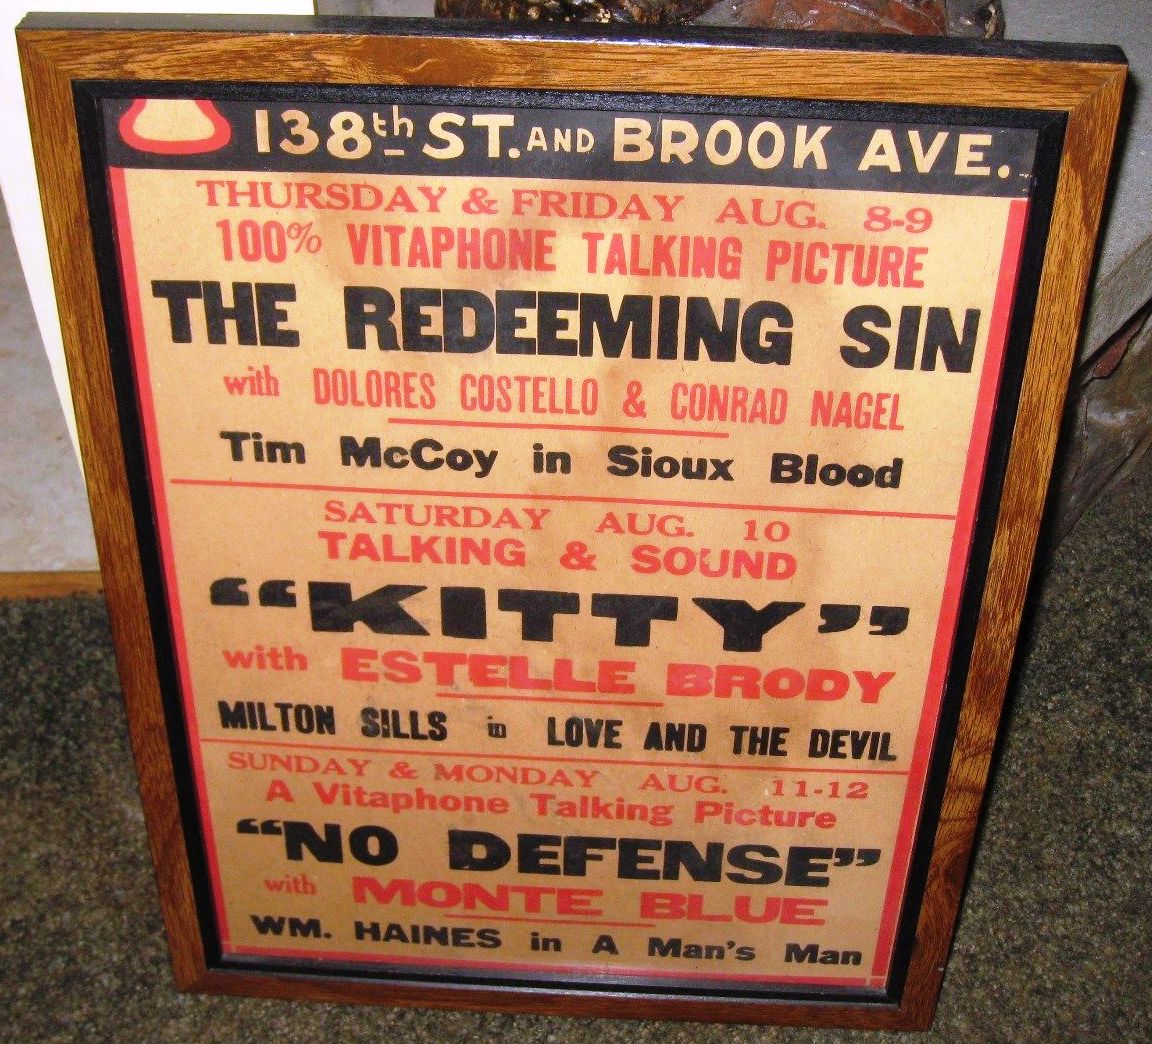 138th ST. AND BROOK AVE.
THURSDAY & FRIDAY AUG. 8-9
100% VITAPHONE TALKING PICTURE
THE REDEEMING SIN
with DOLORES COSTELLO & CONRAD NAGEL
Tim McCoy in Sioux Blood
SATURDAY AUG. 10
TALKING & SOUND
“KITTY”
with ESTELLE BRODY
MILTON SILLS in LOVE AND THE DEVIL
SUNDAY & MONDAY AUG. 11-12
A Vitaphone Talking Picture
“NO DEFENSE”
with MONTE BLUE
WM. HAINES in A Man's Man